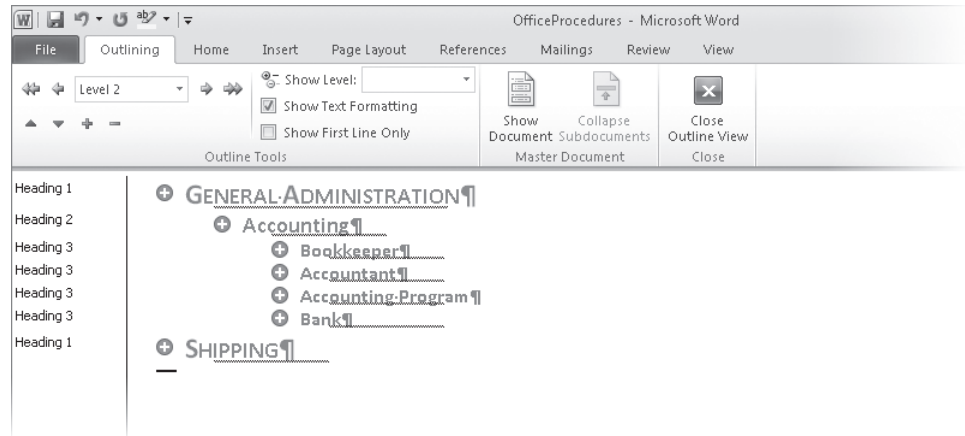 OfficeProcedures - Microsoft Word
File Outlining Home Insert Page Layout References Mailings Review View
Level 2
Show Level:
Show Text Formatting
Show First Line Only
Outline Tools
Show Document
Collapse Subdocuments
Master Document
Close Outline View
Close
Heading 1 GENERAL·ADMINISTRATION¶
Heading 2 Accounting¶
Heading 3 Bookkeeper¶
Heading 3 Accountant¶
Heading 3 Accounting·Program¶
Heading 3 Bank¶
Heading 1 SHIPPING¶